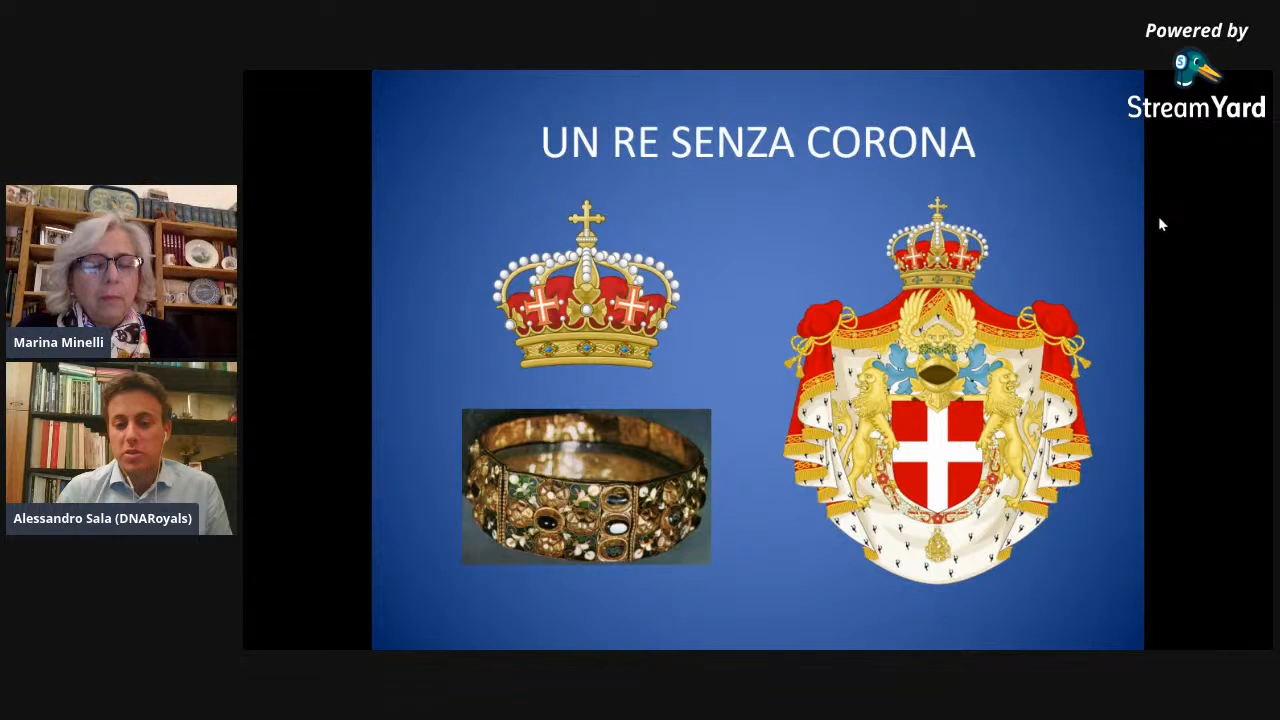 Powered by
StreamYard
UN RE SENZA CORONA
Marina Minelli
Alessandro Sala (DNARoyals)